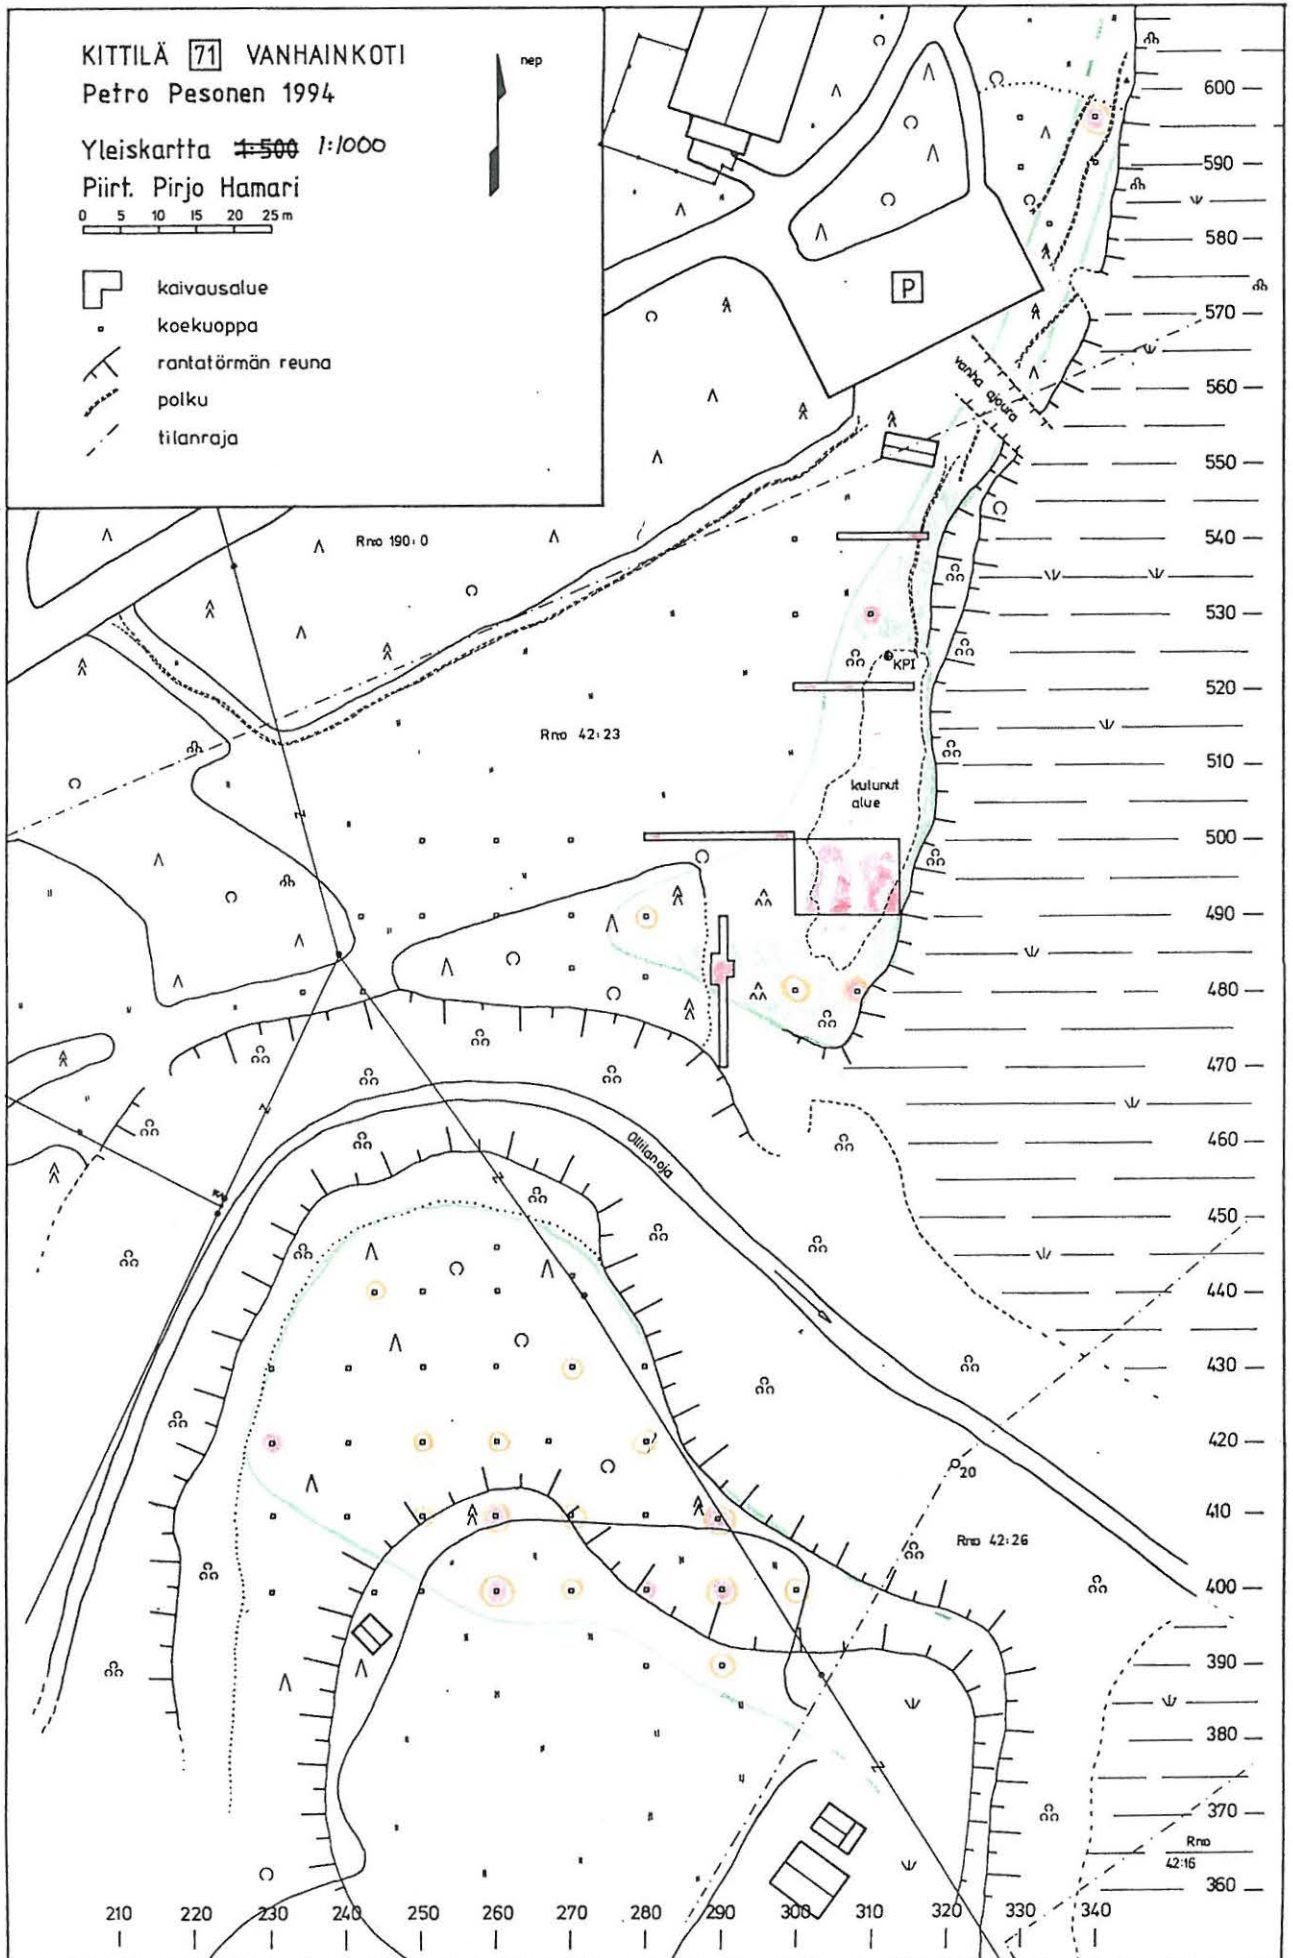 KITTILÄ 71 VANHAINKOTI
Petro Pesonen 1994
Yleiskartta 1:500 1:1000
Piirt. Pirjo Hamari
0 5 10 15 20 25 m
kaivausalue
koekuoppa
rantatörmän reuna
polku
tilanraja
nep
P
600
590
580
570
vanha ajoura
560
550
Rno 190:0
540
530
KP1
520
Rno 42:23
510
kulunut
alue
500
490
480
470
460
Ollilanoja
450
440
430
420
20
410
Rno 42:26
400
390
380
370
Rno
42:16
360
210 220 230 240 250 260 270 280 290 300 310 320 330 340